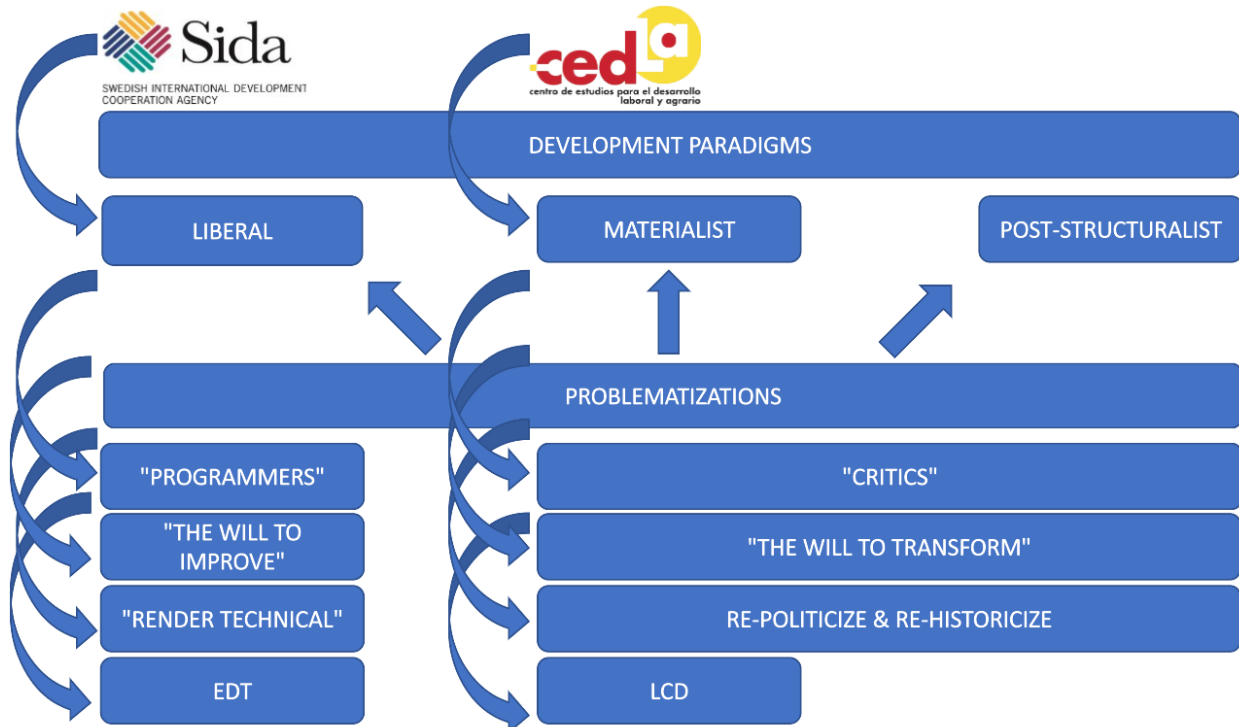 Sida
SWEDISH INTERNATIONAL DEVELOPMENT
COOPERATION AGENCY
cedla
centro de estudios para el desarrollo
laboral y agrario
DEVELOPMENT PARADIGMS
LIBERAL
MATERIALIST
POST-STRUCTURALIST
PROBLEMATIZATIONS
"PROGRAMMERS"
"CRITICS"
"THE WILL TO
IMPROVE"
"THE WILL TO TRANSFORM"
"RENDER TECHNICAL"
RE-POLITICIZE & RE-HISTORICIZE
EDT
LCD